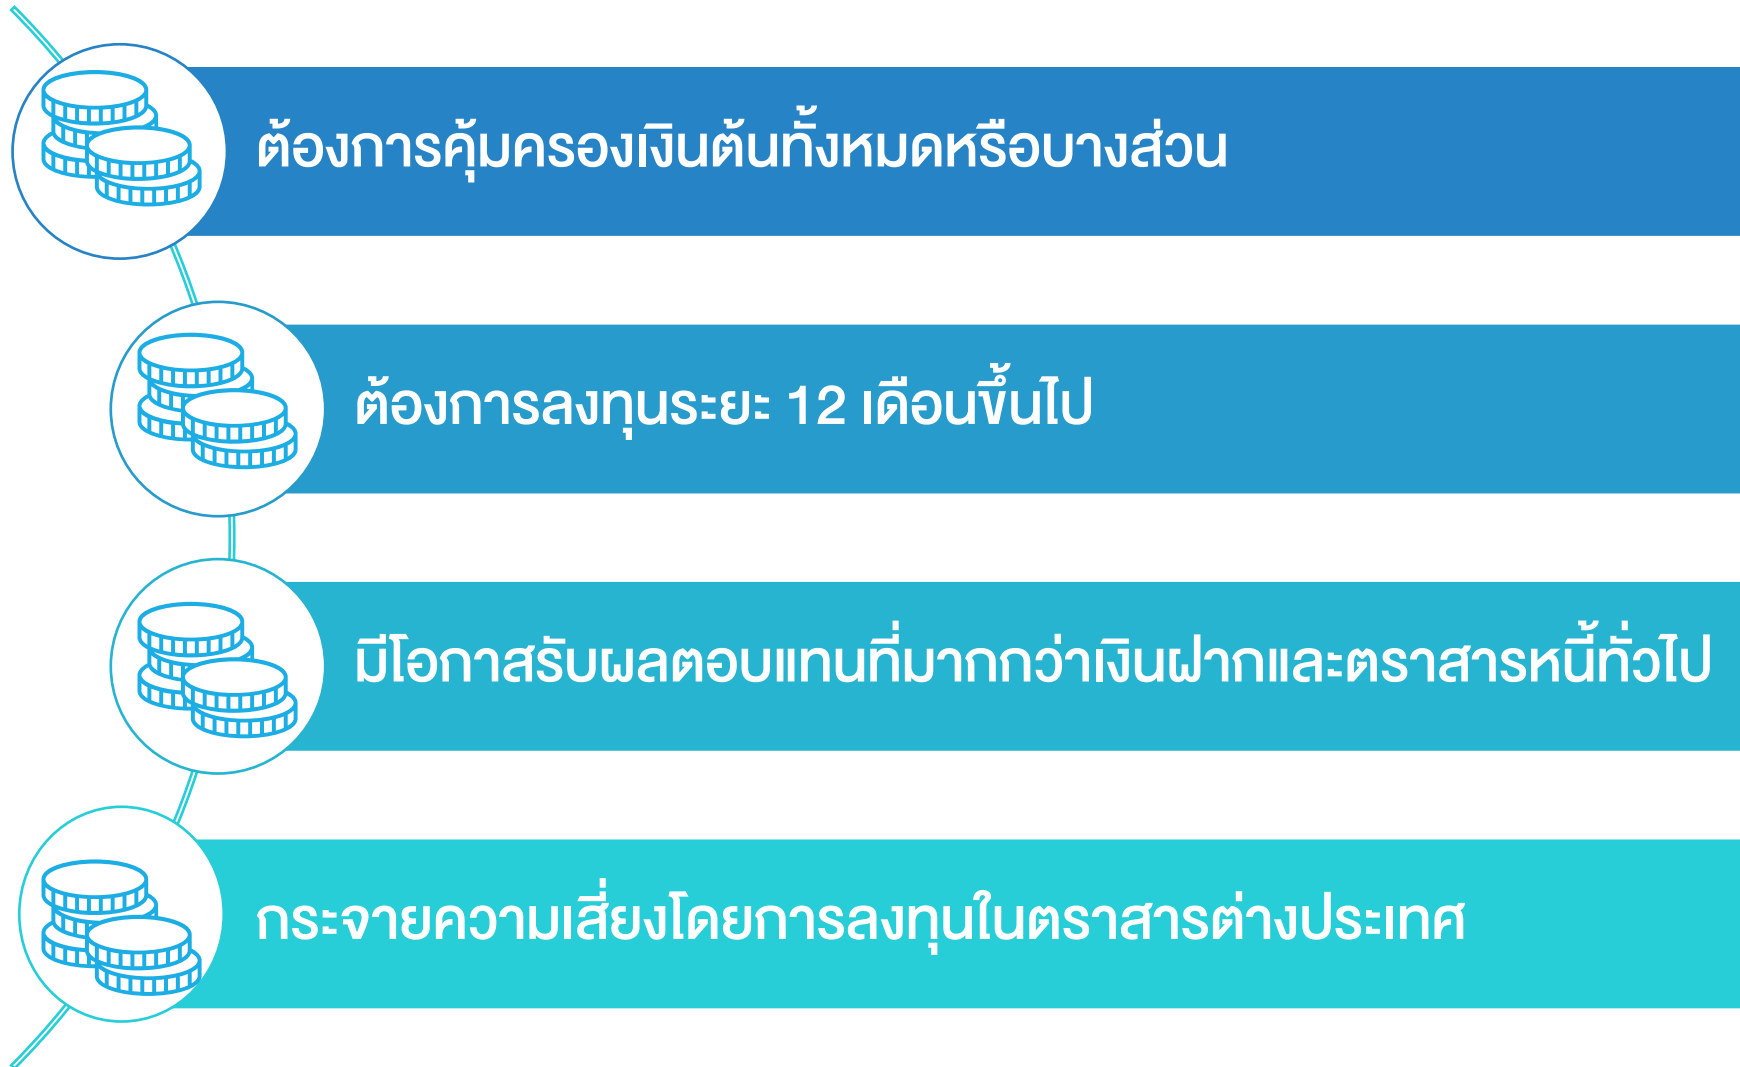 ต้องการคุ้มครองเงินต้นทั้งหมดหรือบางส่วน
ต้องการลงทุนระยะ 12 เดือนขึ้นไป
มีโอกาสรับผลตอบแทนที่มากกว่าเงินฝากและตราสารหนี้ทั่วไป
กระจายความเสี่ยงโดยการลงทุนในตราสารต่างประเทศ